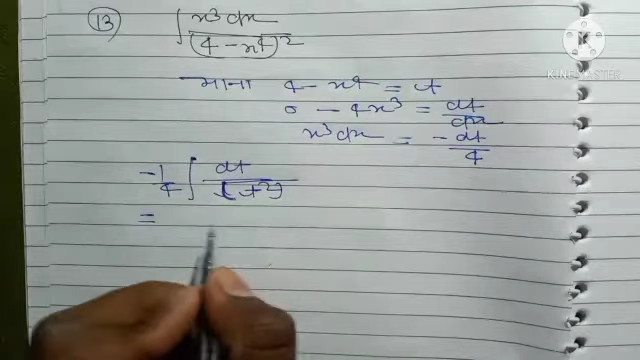 13 ∫ x³ dx / (4 - x⁴)²
माना 4 - x⁴ = t
0 - 4x³ = dt/dx
x³ dx = - dt/4
-1/4 ∫ dt / (t²)
=
KINEMASTER